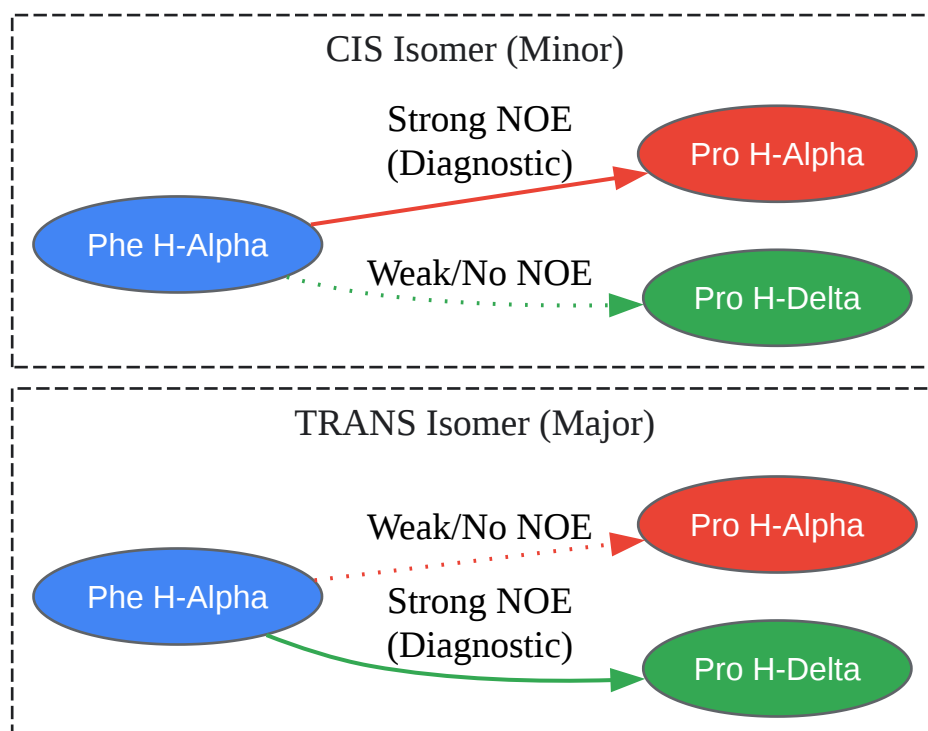 CIS Isomer (Minor)
Strong NOE
(Diagnostic)
Pro H-Alpha
Phe H-Alpha
Weak/No NOE
Pro H-Delta
TRANS Isomer (Major)
Weak/No NOE
Pro H-Alpha
Phe H-Alpha
Strong NOE
(Diagnostic)
Pro H-Delta